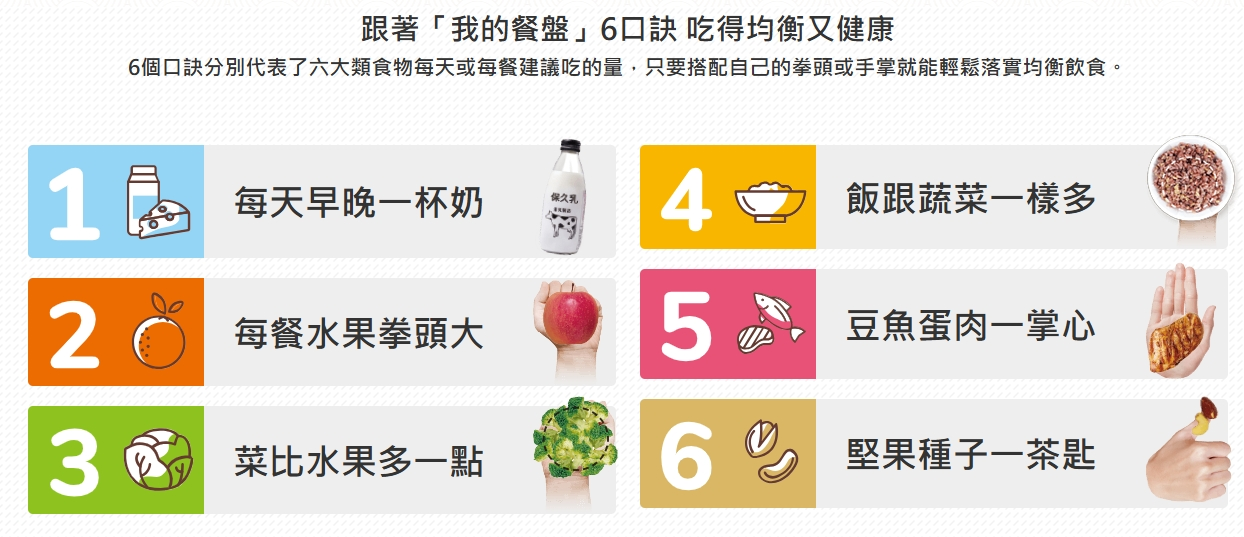 跟著「我的餐盤」6口訣 吃得均衡又健康
6個口訣分別代表了六大類食物每天或每餐建議吃的量，只要搭配自己的拳頭或手掌就能輕鬆落實均衡飲食。
1
每天早晚一杯奶
保久乳
2
每餐水果拳頭大
3
菜比水果多一點
4
飯跟蔬菜一樣多
5
豆魚蛋肉一掌心
6
堅果種子一茶匙